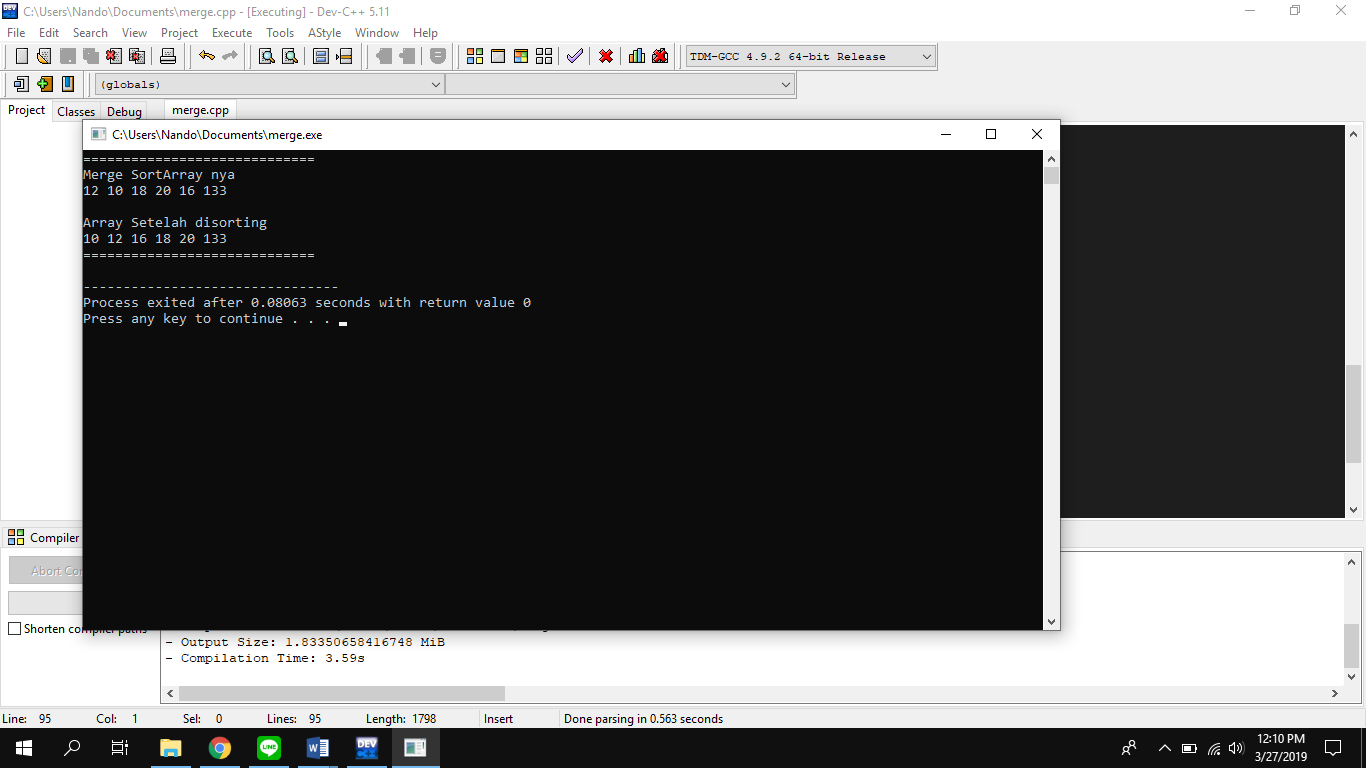 C:\Users\Nando\Documents\merge.cpp - [Executing] - Dev-C++ 5.11
File Edit Search View Project Execute Tools AStyle Window Help
TDM-GCC 4.9.2 64-bit Release
(globals)
Project Classes Debug merge.cpp
C:\Users\Nando\Documents\merge.exe
=============================
Merge SortArray nya
12 10 18 20 16 133
Array Setelah disorting
10 12 16 18 20 133
=============================
--------------------------------
Process exited after 0.08063 seconds with return value 0
Press any key to continue . . .
Compiler
Abort
Shorten compiler paths
- Output Size: 1.83350658416748 MiB
- Compilation Time: 3.59s
Line: 95 Col: 1 Sel: 0 Lines: 95 Length: 1798 Insert Done parsing in 0.563 seconds
LINE
DEV
12:10 PM
3/27/2019